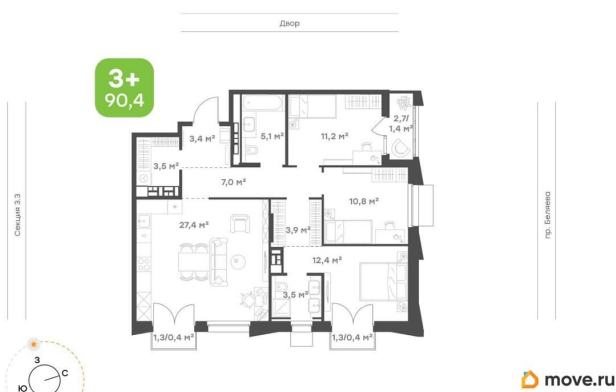 Двор
3+
90,4
3,4 м²
5,1 м²
11,2 м²
2,7/
1,4 м²
3,5 м²
7,0 м²
10,8 м²
27,4 м²
3,9 м²
12,4 м²
3,5 м²
1,3/0,4 м²
1,3/0,4 м²
Секция 3.3
пр. Беляева
З
С
Ю
move.ru